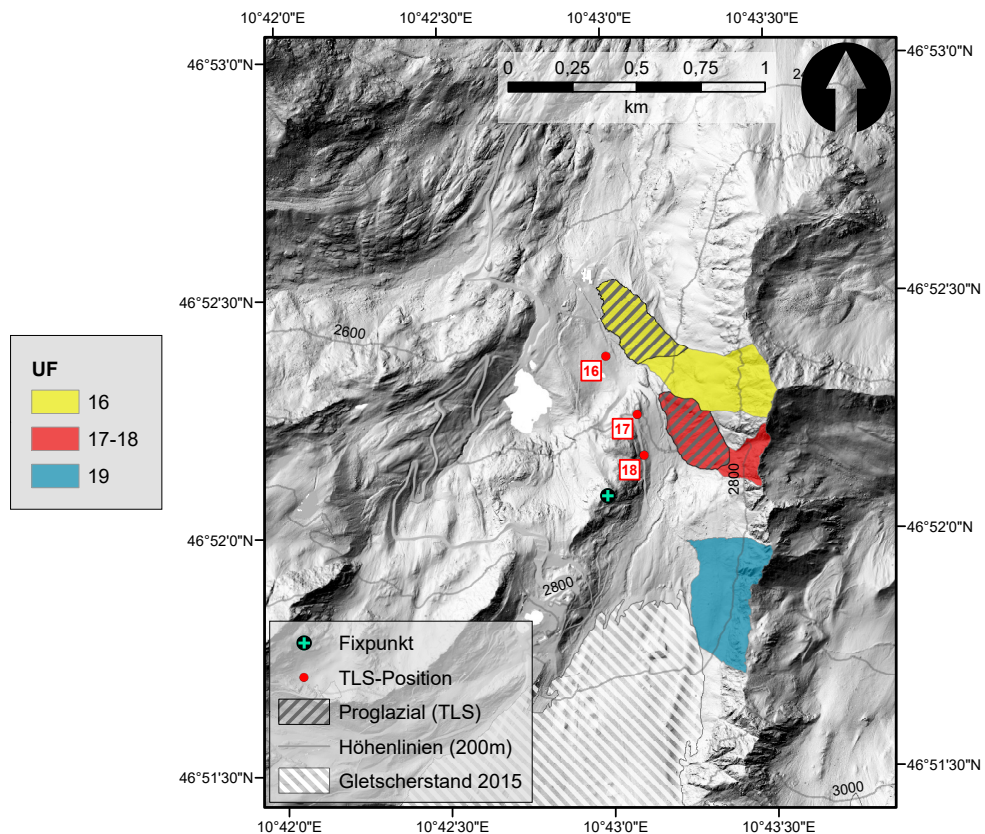 10°42'0"E 10°42'30"E 10°43'0"E 10°43'30"E
46°53'0"N 46°53'0"N
0 0,25 0,5 0,75 1
km
46°52'30"N 46°52'30"N
2600
16
17
18
2800
UF
16
17-18
19
46°52'0"N 46°52'0"N
2800
Fixpunkt
TLS-Position
Proglazial (TLS)
Höhenlinien (200m)
Gletscherstand 2015
46°51'30"N 46°51'30"N
3000
10°42'0"E 10°42'30"E 10°43'0"E 10°43'30"E